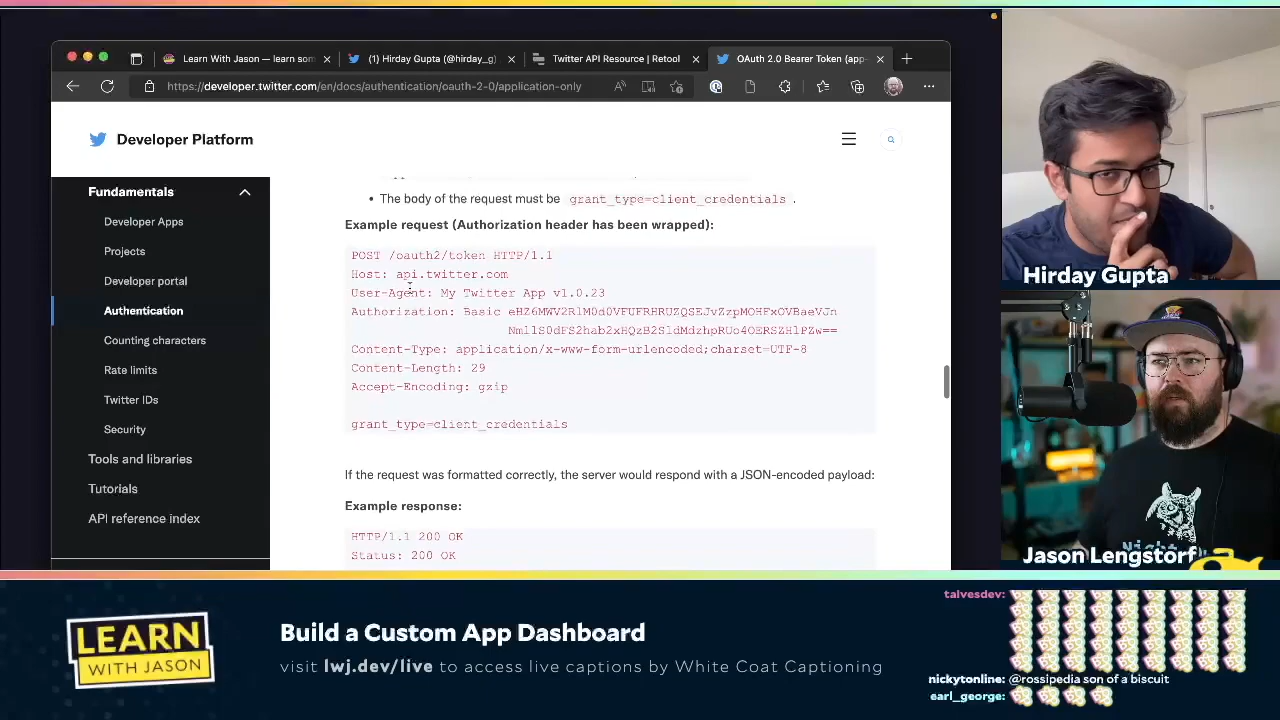 Learn With Jason — learn som
(1) Hirday Gupta (@hirday_g)
Twitter API Resource | Retool
OAuth 2.0 Bearer Token (app-
https://developer.twitter.com/en/docs/authentication/oauth-2-0/application-only
Developer Platform
Fundamentals
Developer Apps
Projects
Developer portal
Authentication
Counting characters
Rate limits
Twitter IDs
Security
Tools and libraries
Tutorials
API reference index
The body of the request must be grant_type=client_credentials .
Example request (Authorization header has been wrapped):
POST /oauth2/token HTTP/1.1
Host: api.twitter.com
User-Agent: My Twitter App v1.0.23
Authorization: Basic
Content-Type: application/x-www-form-urlencoded;charset=UTF-8
Content-Length: 29
Accept-Encoding: gzip
grant_type=client_credentials
If the request was formatted correctly, the server would respond with a JSON-encoded payload:
Example response:
HTTP/1.1 200 OK
Status: 200 OK
Hirday Gupta
Night
Jason Lengstorf
LEARN
WITH JASON
Build a Custom App Dashboard
visit lwj.dev/live to access live captions by White Coat Captioning
talvesdev:
nickytonline: @rossipedia son of a biscuit
earl_george: